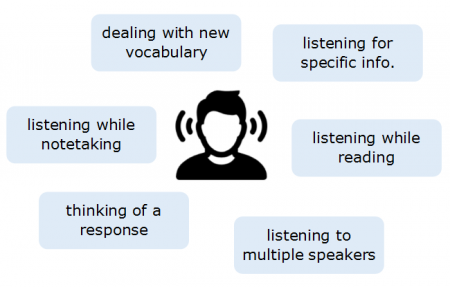 dealing with new
vocabulary
listening for
specific info.
listening while
notetaking
listening while
reading
thinking of a
response
listening to
multiple speakers